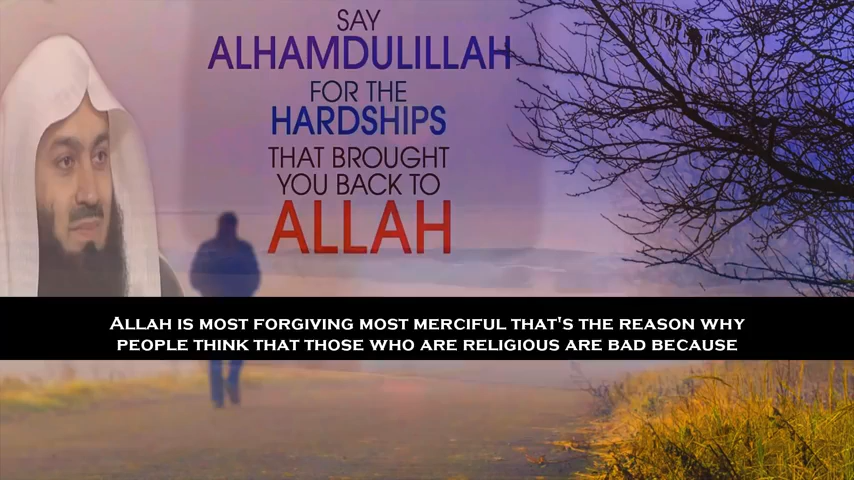 SAY
ALHAMDULILLAH
FOR THE
HARDSHIPS
THAT BROUGHT
YOU BACK TO
ALLAH
ALLAH IS MOST FORGIVING MOST MERCIFUL THAT'S THE REASON WHY
PEOPLE THINK THAT THOSE WHO ARE RELIGIOUS ARE BAD BECAUSE